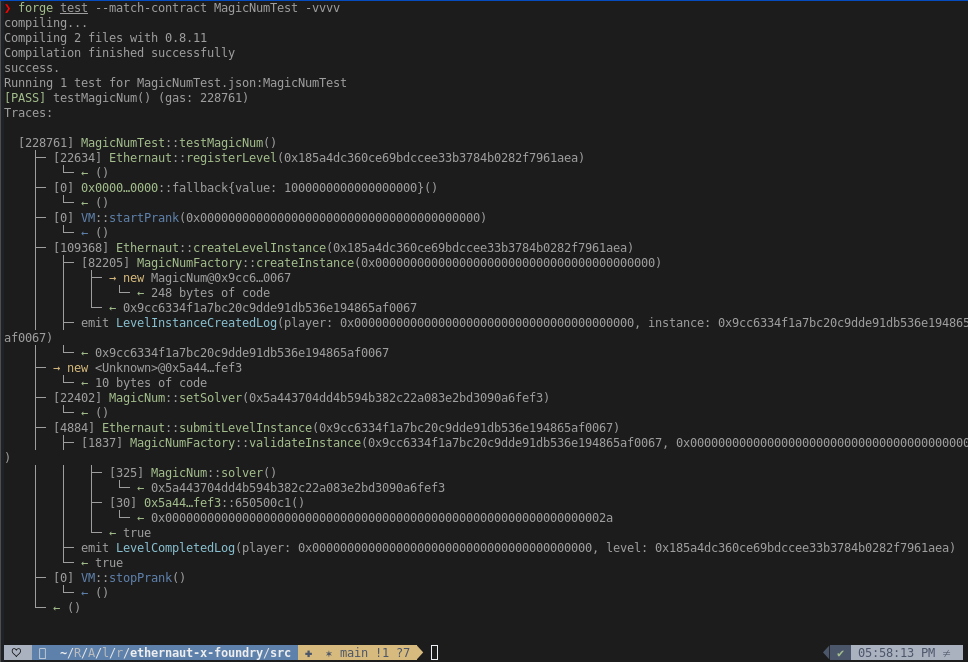 ❯ forge test --match-contract MagicNumTest -vvvv
compiling...
Compiling 2 files with 0.8.11
Compilation finished successfully
success.
Running 1 test for MagicNumTest.json:MagicNumTest
[PASS] testMagicNum() (gas: 228761)
Traces:
[228761] MagicNumTest::testMagicNum()
├─ [22634] Ethernaut::registerLevel(0x185a4dc360ce69bdccee33b3784b0282f7961aea)
│ └─ ← ()
├─ [0] 0x0000…0000::fallback{value: 1000000000000000000}()
│ └─ ← ()
├─ [0] VM::startPrank(0x0000000000000000000000000000000000000000)
│ └─ ← ()
├─ [109368] Ethernaut::createLevelInstance(0x185a4dc360ce69bdccee33b3784b0282f7961aea)
│ ├─ [82205] MagicNumFactory::createInstance(0x0000000000000000000000000000000000000000)
│ │ ├─ → new MagicNum@0x9cc6…0067
│ │ │ └─ ← 248 bytes of code
│ │ └─ ← 0x9cc6334f1a7bc20c9dde91db536e194865af0067
│ ├─ emit LevelInstanceCreatedLog(player: 0x0000000000000000000000000000000000000000, instance: 0x9cc6334f1a7bc20c9dde91db536e194865
af0067)
│ └─ ← 0x9cc6334f1a7bc20c9dde91db536e194865af0067
├─ → new <Unknown>@0x5a44…fef3
│ └─ ← 10 bytes of code
├─ [22402] MagicNum::setSolver(0x5a443704dd4b594b382c22a083e2bd3090a6fef3)
│ └─ ← ()
├─ [4884] Ethernaut::submitLevelInstance(0x9cc6334f1a7bc20c9dde91db536e194865af0067)
│ ├─ [1837] MagicNumFactory::validateInstance(0x9cc6334f1a7bc20c9dde91db536e194865af0067, 0x0000000000000000000000000000000000000000
)
│ │ ├─ [325] MagicNum::solver()
│ │ │ └─ ← 0x5a443704dd4b594b382c22a083e2bd3090a6fef3
│ │ ├─ [30] 0x5a44…fef3::650500c1()
│ │ │ └─ ← 0x000000000000000000000000000000000000000000000000000000000000002a
│ │ └─ ← true
│ ├─ emit LevelCompletedLog(player: 0x0000000000000000000000000000000000000000, level: 0x185a4dc360ce69bdccee33b3784b0282f7961aea)
│ └─ ← true
├─ [0] VM::stopPrank()
│ └─ ← ()
└─ ← ()
~/R/A/l/r/ethernaut-x-foundry/src main !1 ?7 ✔ 05:58:13 PM